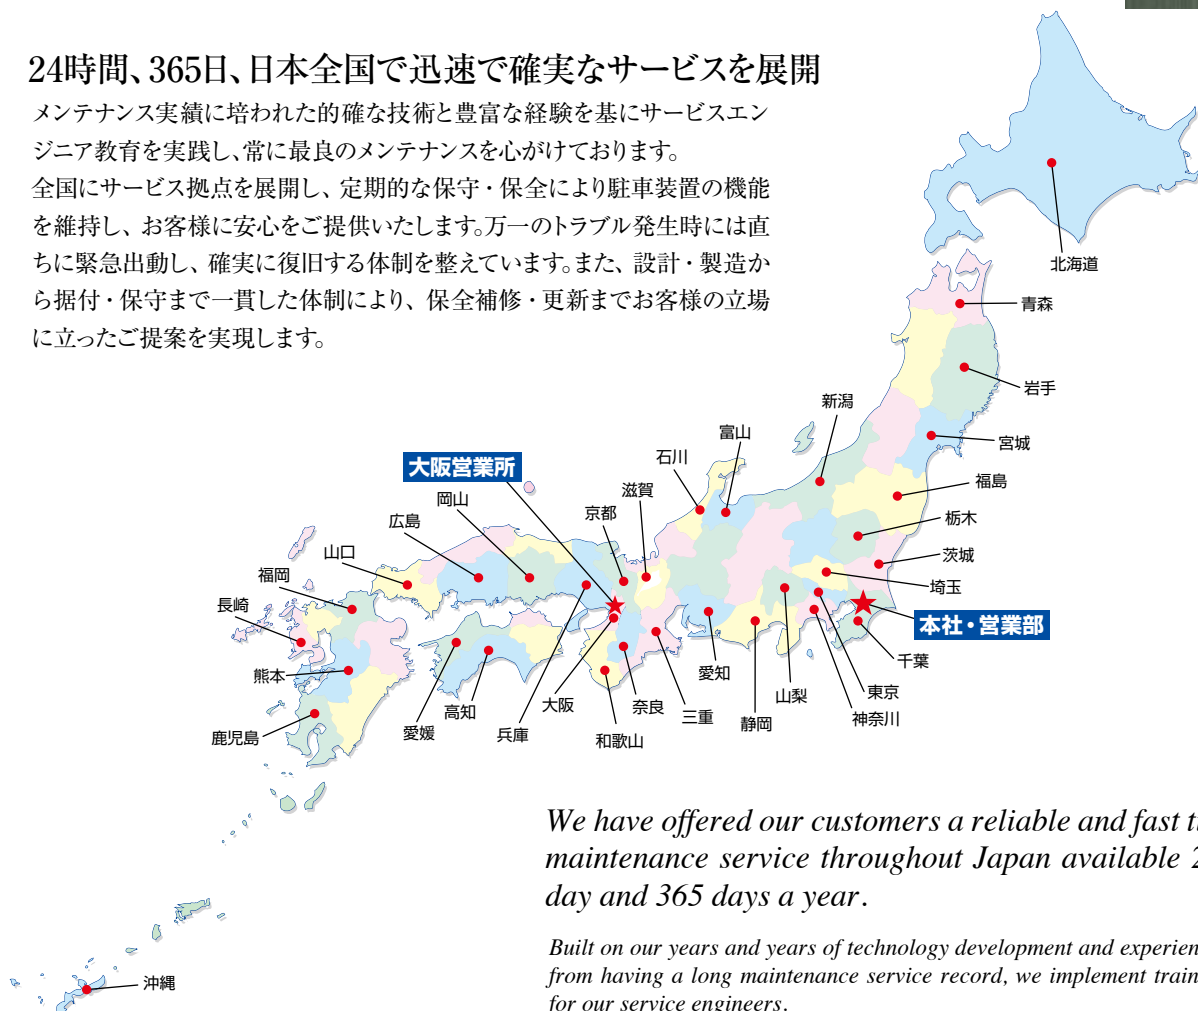 24時間、365日、日本全国で迅速で確実なサービスを展開
メンテナンス実績に培われた的確な技術と豊富な経験を基にサービスエン
ジニア教育を実践し、常に最良のメンテナンスを心がけております。
全国にサービス拠点を展開し、定期的な保守・保全により駐車装置の機能
を維持し、お客様に安心をご提供いたします。万一のトラブル発生時には直
ちに緊急出動し、確実に復旧する体制を整えています。また、設計・製造か
ら据付・保守まで一貫した体制により、保全補修・更新までお客様の立場
に立ったご提案を実現します。
北海道
青森
岩手
新潟
富山
宮城
石川
大阪営業所
福島
滋賀
岡山
京都
栃木
広島
山口
茨城
福岡
埼玉
長崎
本社・営業部
千葉
熊本
愛知
東京
山梨
大阪
奈良
高知
三重
神奈川
静岡
愛媛
兵庫
鹿児島
和歌山
We have offered our customers a reliable and fast
maintenance service throughout Japan available
day and 365 days a year.
Built on our years and years of technology development and
from having a long maintenance service record, we implement
for our service engineers.
沖縄